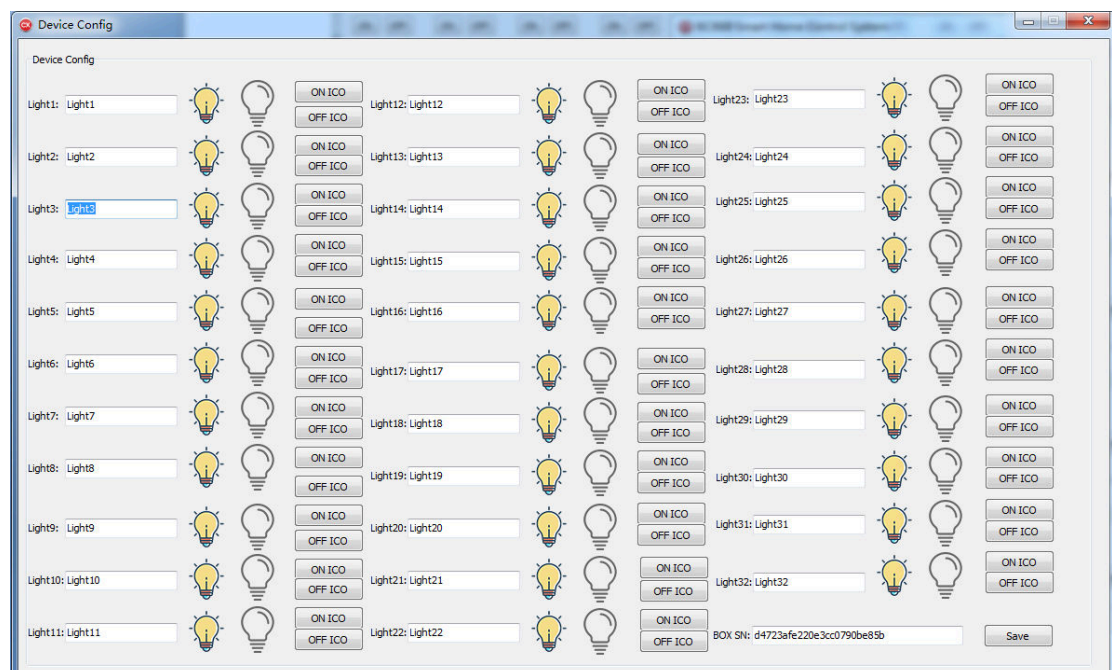 Device Config
Device Config
Light1: Light1 ON ICO OFF ICO
Light12: Light12 ON ICO OFF ICO
Light23: Light23 ON ICO OFF ICO
Light2: Light2 ON ICO OFF ICO
Light13: Light13 ON ICO OFF ICO
Light24: Light24 ON ICO OFF ICO
Light3: Light3 ON ICO OFF ICO
Light14: Light14 ON ICO OFF ICO
Light25: Light25 ON ICO OFF ICO
Light4: Light4 ON ICO OFF ICO
Light15: Light15 ON ICO OFF ICO
Light26: Light26 ON ICO OFF ICO
Light5: Light5 ON ICO OFF ICO
Light16: Light16 ON ICO OFF ICO
Light27: Light27 ON ICO OFF ICO
Light6: Light6 ON ICO OFF ICO
Light17: Light17 ON ICO OFF ICO
Light28: Light28 ON ICO OFF ICO
Light7: Light7 ON ICO OFF ICO
Light18: Light18 ON ICO OFF ICO
Light29: Light29 ON ICO OFF ICO
Light8: Light8 ON ICO OFF ICO
Light19: Light19 ON ICO OFF ICO
Light30: Light30 ON ICO OFF ICO
Light9: Light9 ON ICO OFF ICO
Light20: Light20 ON ICO OFF ICO
Light31: Light31 ON ICO OFF ICO
Light10: Light10 ON ICO OFF ICO
Light21: Light21 ON ICO OFF ICO
Light32: Light32 ON ICO OFF ICO
Light11: Light11 ON ICO OFF ICO
Light22: Light22 ON ICO OFF ICO
BOX SN: d4723afe220e3cc0790be85b Save